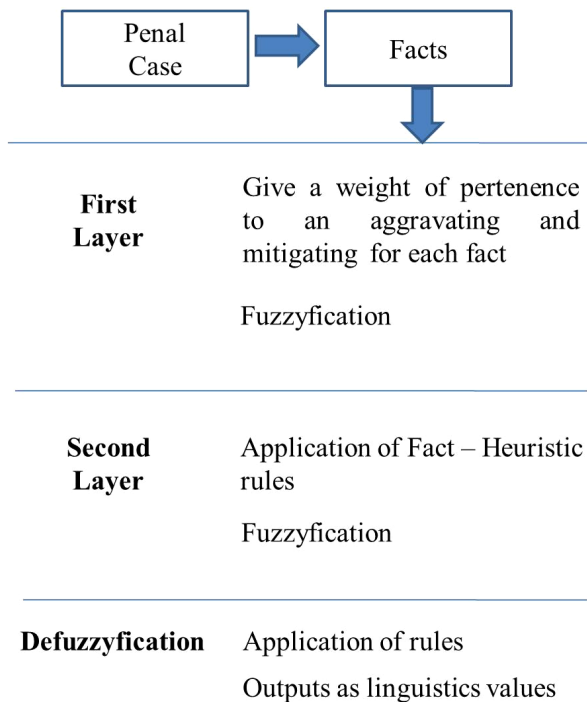 Penal
Case
Facts
First
Layer
Give a weight of pertenence
to an aggravating and
mitigating for each fact
Fuzzyfication
Second
Layer
Application of Fact – Heuristic
rules
Fuzzyfication
Defuzzyfication
Application of rules
Outputs as linguistics values